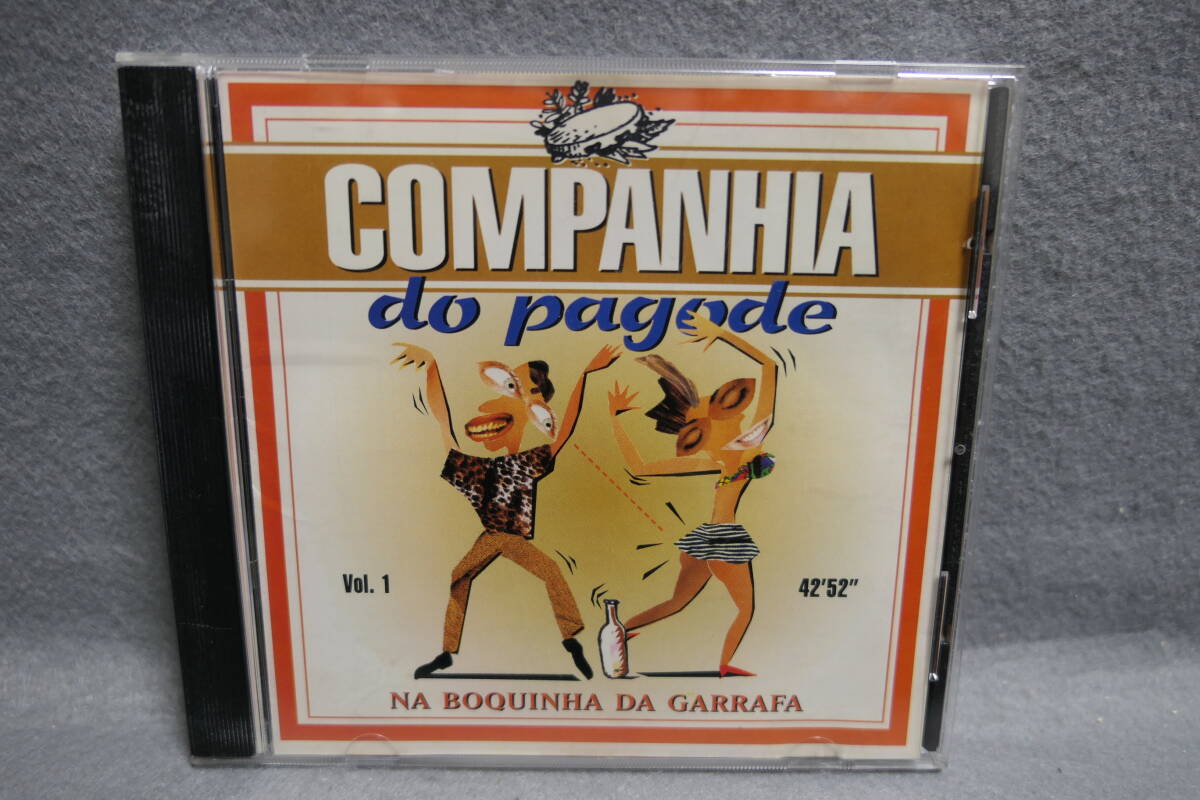 COMPANHIA
do pagode
Vol. 1
42'52"
NA BOQUINHA DA GARRAFA